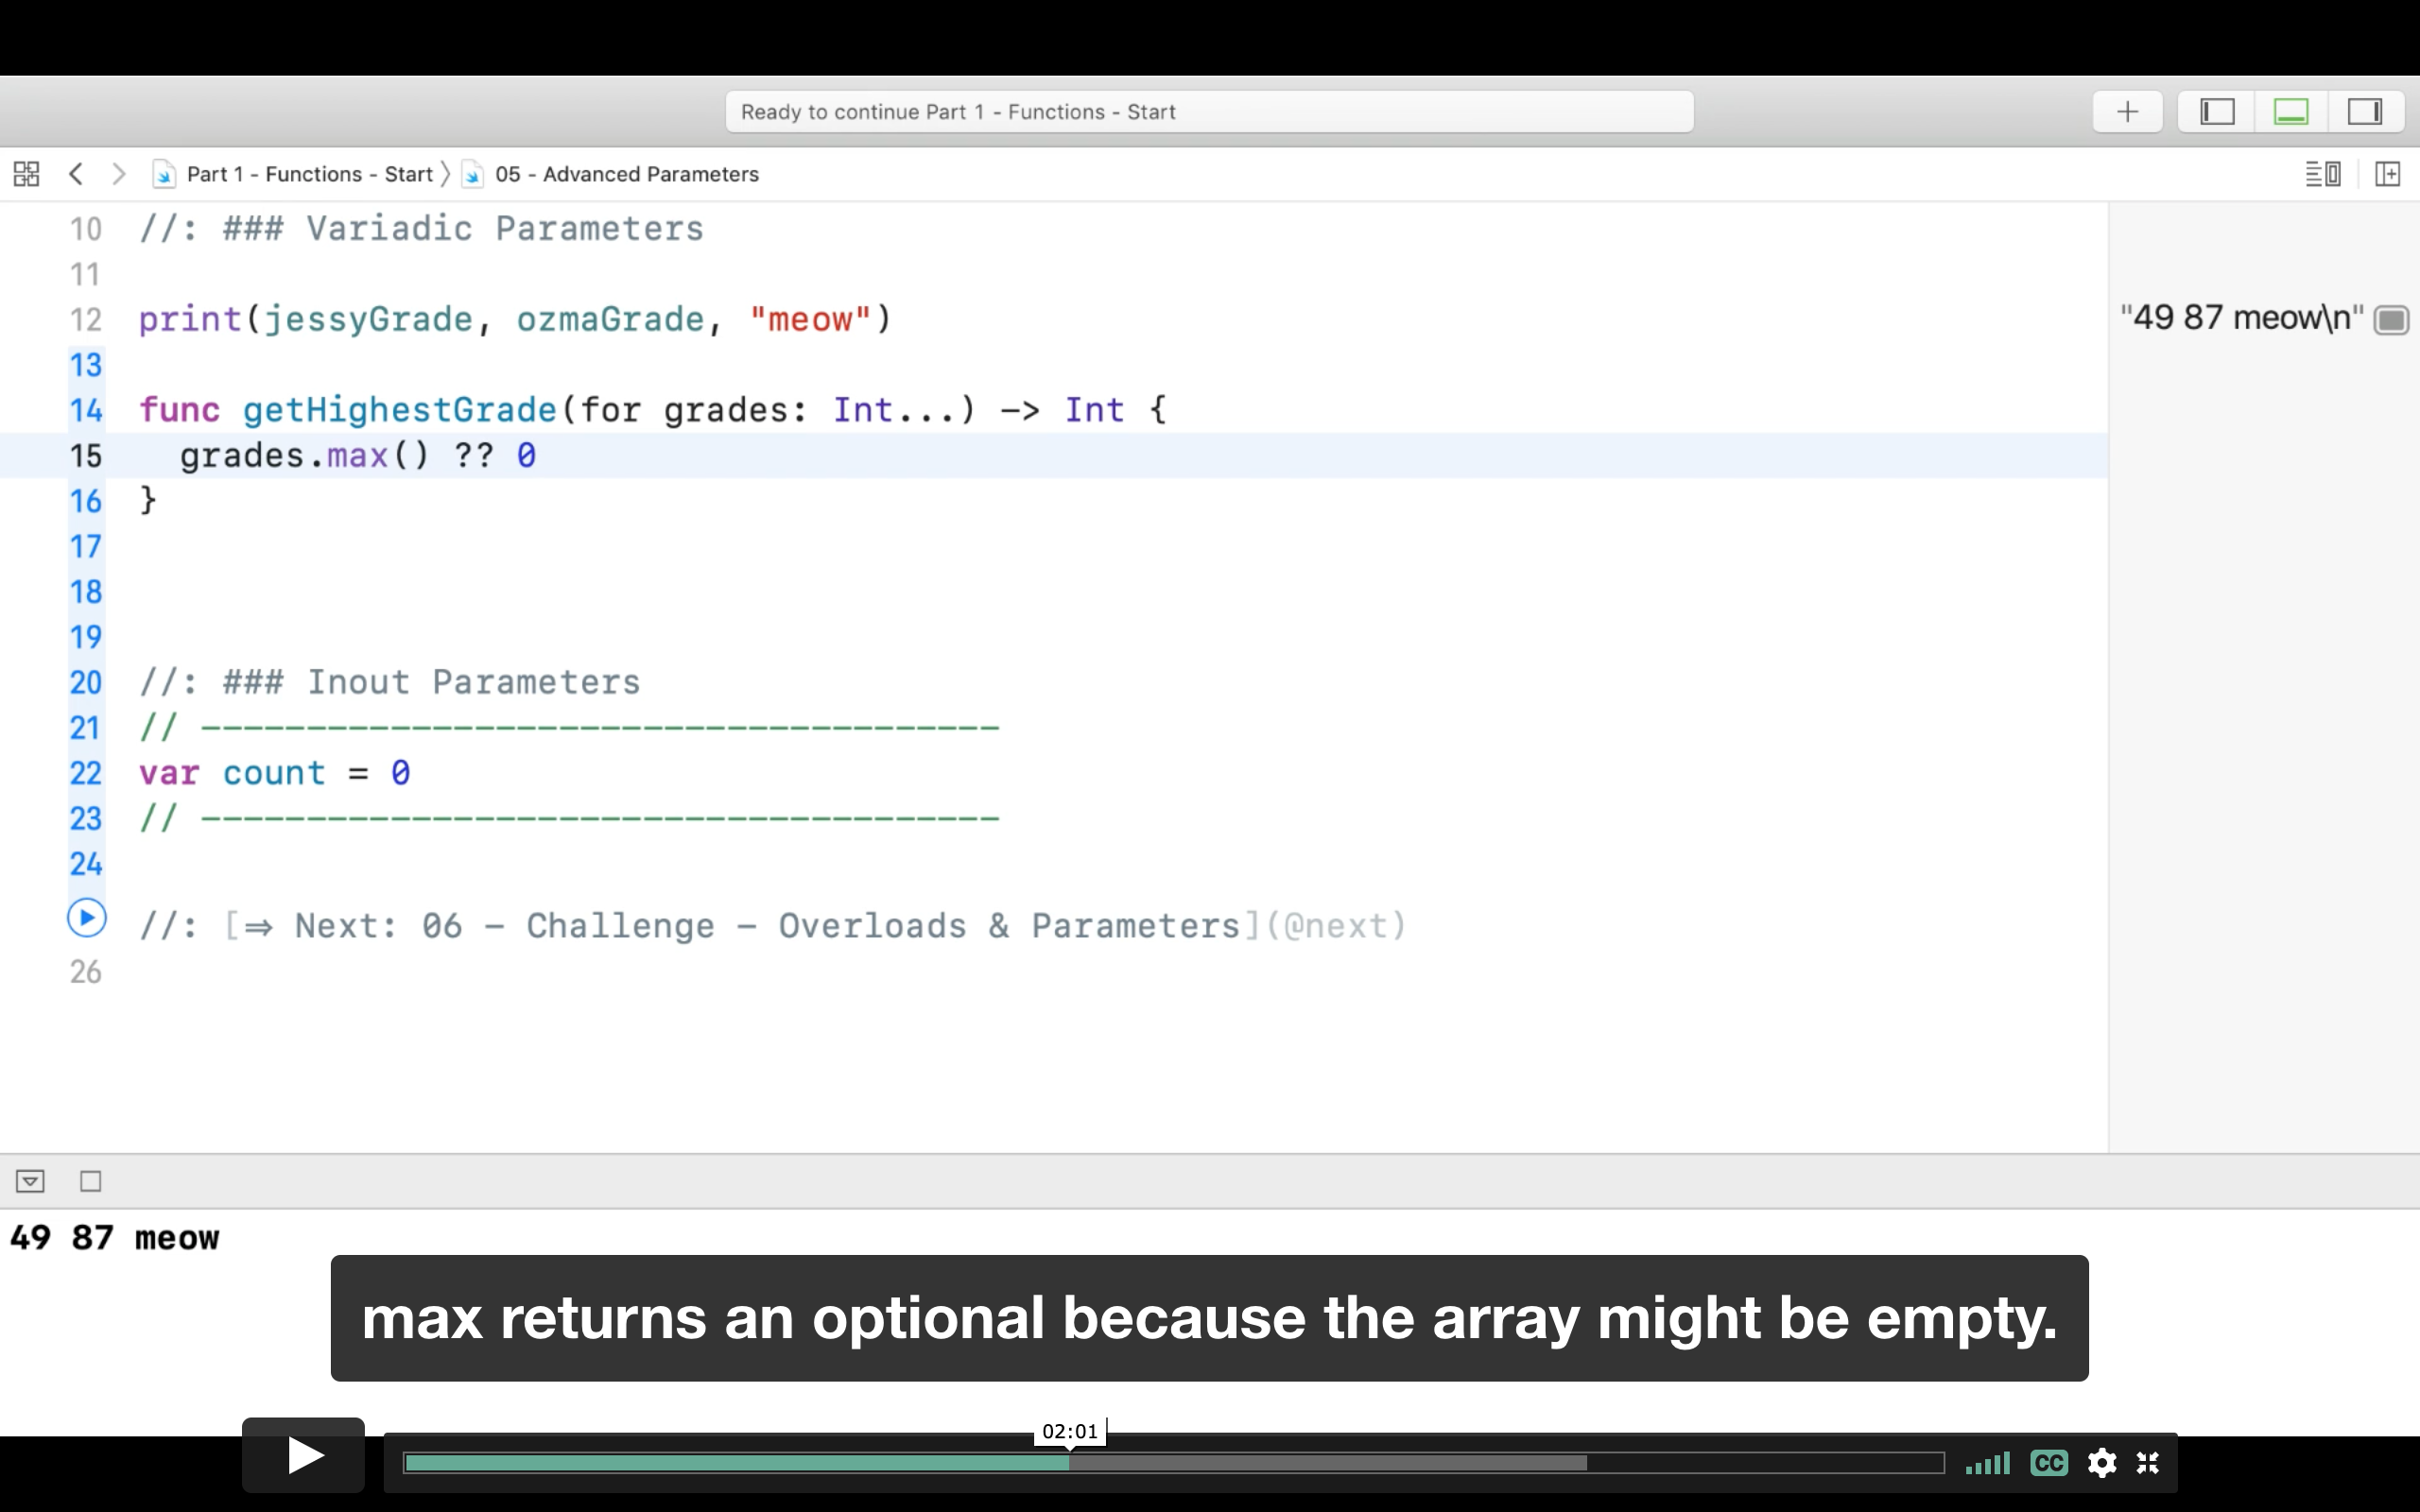 Ready to continue Part 1 - Functions - Start
Part 1 - Functions - Start 〉 05 - Advanced Parameters
10 //: ### Variadic Parameters
11
12 print(jessyGrade, ozmaGrade, "meow")
"49 87 meow\n"
13
14 func getHighestGrade(for grades: Int...) -> Int {
15   grades.max() ?? 0
16 }
17
18
19
20 //: ### Inout Parameters
21 // --------------------------------------
22 var count = 0
23 // --------------------------------------
24
//: [⇒ Next: 06 - Challenge - Overloads & Parameters](@next)
26
49 87 meow
max returns an optional because the array might be empty.
02:01
CC